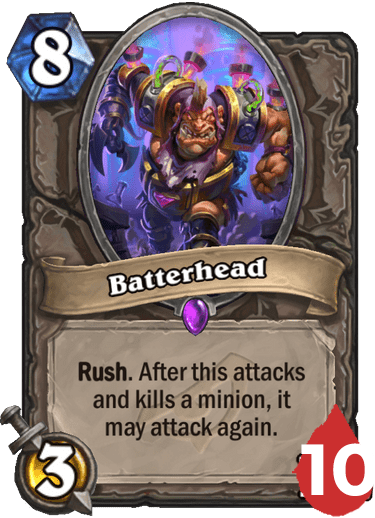 8
Batterhead
Rush. After this attacks
and kills a minion, it
may attack again.
3
10